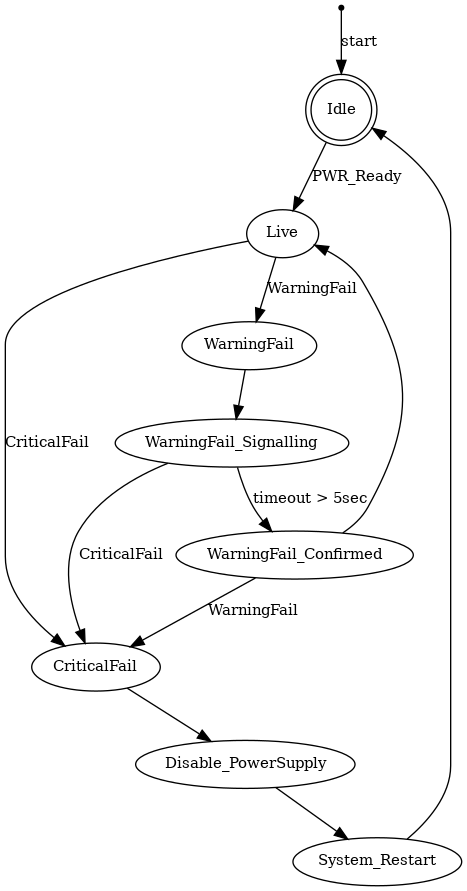 start
Idle
PWR_Ready
Live
WarningFail
WarningFail
CriticalFail
WarningFail_Signalling
timeout > 5sec
CriticalFail
WarningFail_Confirmed
WarningFail
CriticalFail
Disable_PowerSupply
System_Restart